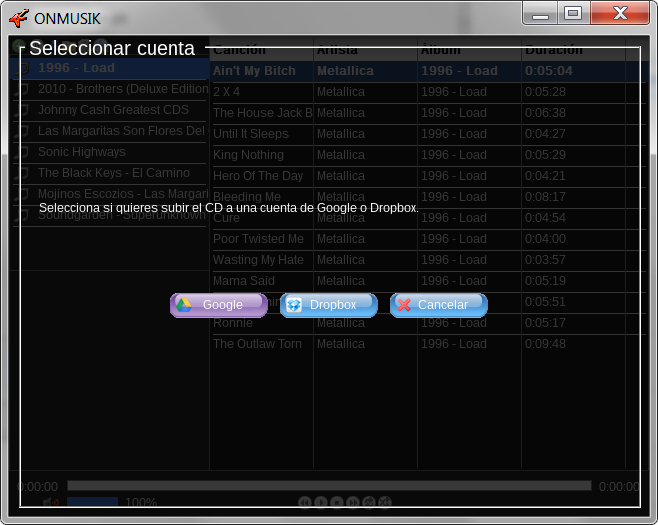 ONMUSIK
Seleccionar cuenta
Canción Artista Álbum Duración
1996 - Load
2010 - Brothers (Deluxe Edition
Johnny Cash Greatest CDS
Las Margaritas Son Flores Del
Sonic Highways
The Black Keys - El Camino
Mojinos Escozios - Las Margari
Soundgarden - Superunknown
Ain't My Bitch Metallica 1996 - Load 0:05:04
2 X 4 Metallica 1996 - Load 0:05:28
The House Jack B Metallica 1996 - Load 0:06:38
Until It Sleeps Metallica 1996 - Load 0:04:27
King Nothing Metallica 1996 - Load 0:05:29
Hero Of The Day Metallica 1996 - Load 0:04:21
Bleeding Me Metallica 1996 - Load 0:08:17
Selecciona si quieres subir el CD a una cuenta de Google o Dropbox.
Cure Metallica 1996 - Load 0:04:54
Poor Twisted Me Metallica 1996 - Load 0:04:00
Wasting My Hate Metallica 1996 - Load 0:03:57
Mama Said Metallica 1996 - Load 0:05:19
0:05:51
Google Dropbox Cancelar
Ronnie Metallica 1996 - Load 0:05:17
The Outlaw Torn Metallica 1996 - Load 0:09:48
0:00:00 0:00:00
100%